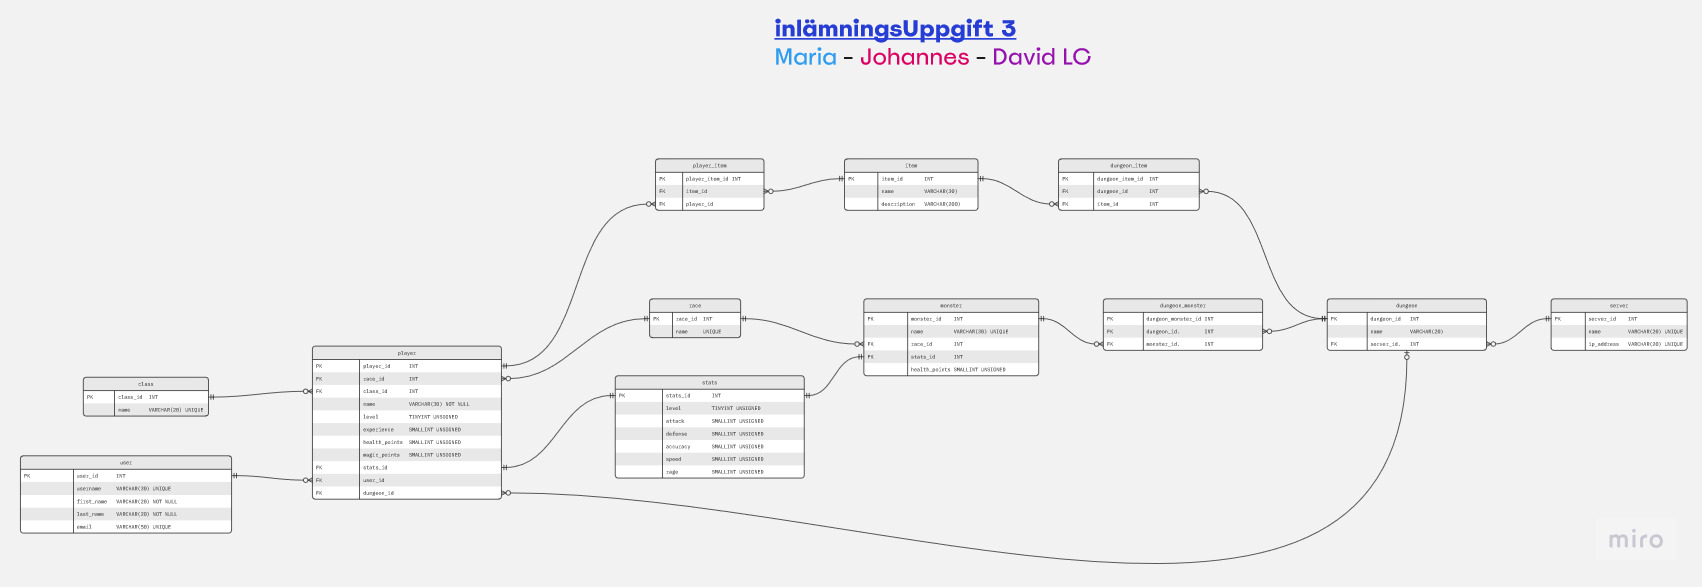 inlämningsUppgift 3
Maria - Johannes - David LC
player_item
PK player_item_id INT
FK item_id
FK player_id
item
PK item_id INT
name VARCHAR(30)
description VARCHAR(200)
dungeon_item
PK dungeon_item_id INT
FK dungeon_id INT
FK item_id INT
race
PK race_id INT
name UNIQUE
monster
PK monster_id INT
name VARCHAR(30) UNIQUE
FK race_id INT
FK stats_id INT
health_points SMALLINT UNSIGNED
dungeon_monster
PK dungeon_monster_id INT
FK dungeon_id. INT
FK monster_id. INT
dungeon
PK dungeon_id INT
name VARCHAR(20)
FK server_id. INT
server
PK server_id INT
name VARCHAR(20) UNIQUE
ip_address VARCHAR(20) UNIQUE
player
PK player_id INT
FK race_id INT
FK class_id INT
name VARCHAR(30) NOT NULL
level TINYINT UNSIGNED
experience SMALLINT UNSIGNED
health_points SMALLINT UNSIGNED
magic_points SMALLINT UNSIGNED
FK stats_id
FK user_id
FK dungeon_id
class
PK class_id INT
name VARCHAR(20) UNIQUE
stats
PK stats_id INT
level TINYINT UNSIGNED
attack SMALLINT UNSIGNED
defense SMALLINT UNSIGNED
accuracy SMALLINT UNSIGNED
speed SMALLINT UNSIGNED
rage SMALLINT UNSIGNED
user
PK user_id INT
username VARCHAR(30) UNIQUE
first_name VARCHAR(20) NOT NULL
last_name VARCHAR(20) NOT NULL
email VARCHAR(50) UNIQUE
miro